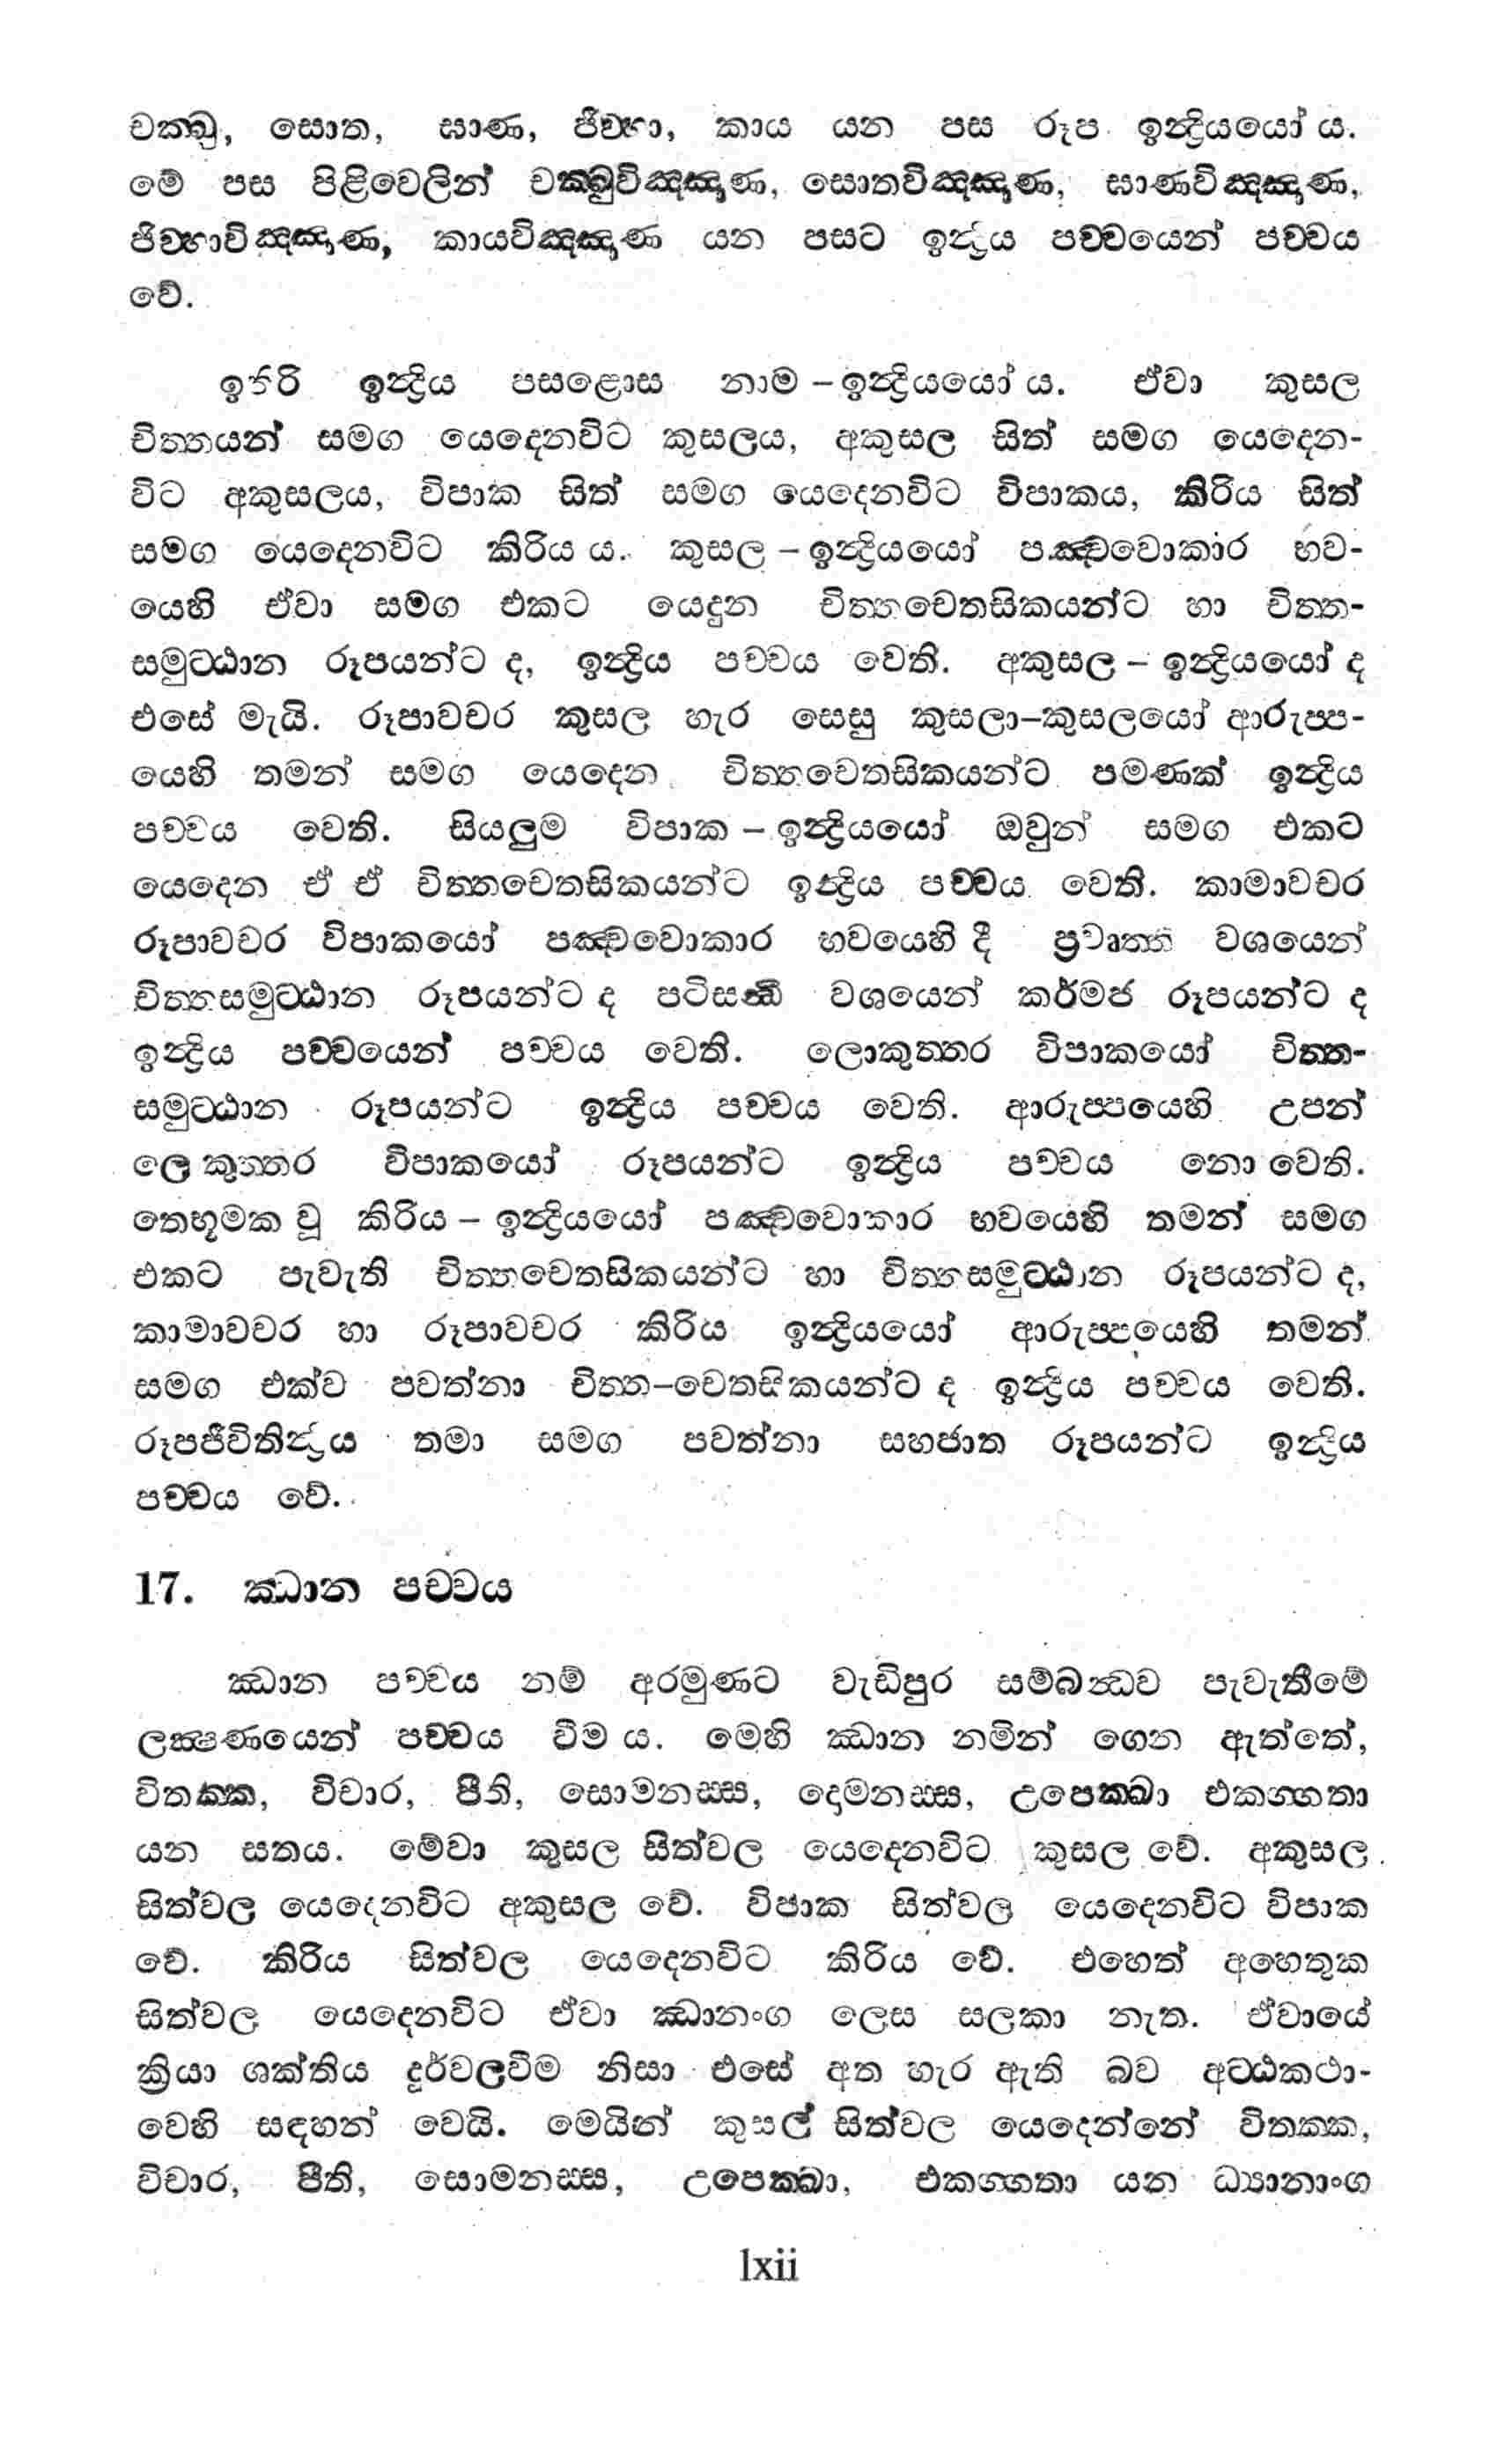 චක්ඛු, සොත, ඝාණ, ජිව්හා, කාය යන පස රූප ඉන්ද්‍රියයෝ ය.
මේ පස පිළිවෙලින් චක්ඛුවිඤ්ඤාණ, සොතවිඤ්ඤාණ, ඝාණවිඤ්ඤාණ,
ජිව්හාවිඤ්ඤාණ, කායවිඤ්ඤාණ යන පසට ඉන්ද්‍රිය පච්චයෙන් පච්චය
වේ.
ඉතිරි ඉන්ද්‍රිය පසළොස නාම – ඉන්ද්‍රියයෝ ය. ඒවා කුසල
චිත්තයන් සමග යෙදෙනවිට කුසලය, අකුසල සිත් සමග යෙදෙන-
විට අකුසලය, විපාක සිත් සමග යෙදෙනවිට විපාකය, කිරිය සිත්
සමග යෙදෙනවිට කිරිය ය. කුසල – ඉන්ද්‍රියයෝ පඤ්චවොකාර භව-
යෙහි ඒවා සමග එකට යෙදුන චිත්තචෙතසිකයන්ට හා චිත්ත-
සමුට්ඨාන රූපයන්ට ද, ඉන්ද්‍රිය පච්චය වෙති. අකුසල – ඉන්ද්‍රියයෝ ද
එසේ මැයි. රූපාවචර කුසල හැර සෙසු කුසලා–කුසලයෝ ආරුප්ප-
යෙහි තමන් සමග යෙදෙන චිත්තචෙතසිකයන්ට පමණක් ඉන්ද්‍රිය
පච්චය වෙති. සියලුම විපාක – ඉන්ද්‍රියයෝ ඔවුන් සමග එකට
යෙදෙන ඒ ඒ චිත්තචෙතසිකයන්ට ඉන්ද්‍රිය පච්චය වෙති. කාමාවචර
රූපාවචර විපාකයෝ පඤ්චවොකාර භවයෙහි දී ප්‍රවෘත්ති වශයෙන්
චිත්තසමුට්ඨාන රූපයන්ට ද පටිසන්ධි වශයෙන් කර්මජ රූපයන්ට ද
ඉන්ද්‍රිය පච්චයෙන් පච්චය වෙති. ලොකුත්තර විපාකයෝ චිත්ත-
සමුට්ඨාන රූපයන්ට ඉන්ද්‍රිය පච්චය වෙති. ආරුප්පයෙහි උපන්
ලොකුත්තර විපාකයෝ රූපයන්ට ඉන්ද්‍රිය පච්චය නො වෙති.
තෙභූමක වූ කිරිය – ඉන්ද්‍රියයෝ පඤ්චවොකාර භවයෙහි තමන් සමග
එකට පැවැති චිත්තචෙතසිකයන්ට හා චිත්තසමුට්ඨාන රූපයන්ට ද,
කාමාවචර හා රූපාවචර කිරිය ඉන්ද්‍රියයෝ ආරුප්පයෙහි තමන්
සමග එක්ව පවත්නා චිත්ත–චෙතසිකයන්ට ද ඉන්ද්‍රිය පච්චය වෙති.
රූපජීවිතින්ද්‍රිය තමා සමග පවත්නා සහජාත රූපයන්ට ඉන්ද්‍රිය
පච්චය වේ.
17. ඣාන පච්චය
ඣාන පච්චය නම් අරමුණට වැඩිපුර සම්බන්ධව පැවැතීමේ
ලක්ෂණයෙන් පච්චය වීම ය. මෙහි ඣාන නමින් ගෙන ඇත්තේ,
විතක්ක, විචාර, පීති, සොමනස්ස, දොමනස්ස, උපෙක්ඛා එකග්ගතා
යන සතය. මේවා කුසල සිත්වල යෙදෙනවිට කුසල වේ. අකුසල
සිත්වල යෙදෙනවිට අකුසල වේ. විපාක සිත්වල යෙදෙනවිට විපාක
වේ. කිරිය සිත්වල යෙදෙනවිට කිරිය වේ. එහෙත් අහෙතුක
සිත්වල යෙදෙනවිට ඒවා ඣානංග ලෙස සලකා නැත. ඒවායේ
ක්‍රියා ශක්තිය දූර්වලවීම නිසා එසේ අත හැර ඇති බව අට්ඨකථා-
වෙහි සඳහන් වෙයි. මෙයින් කුසල් සිත්වල යෙදෙන්නේ විතක්ක,
විචාර, පීති, සොමනස්ස, උපෙක්ඛා, එකග්ගතා යන ධ්‍යානාංග
lxii